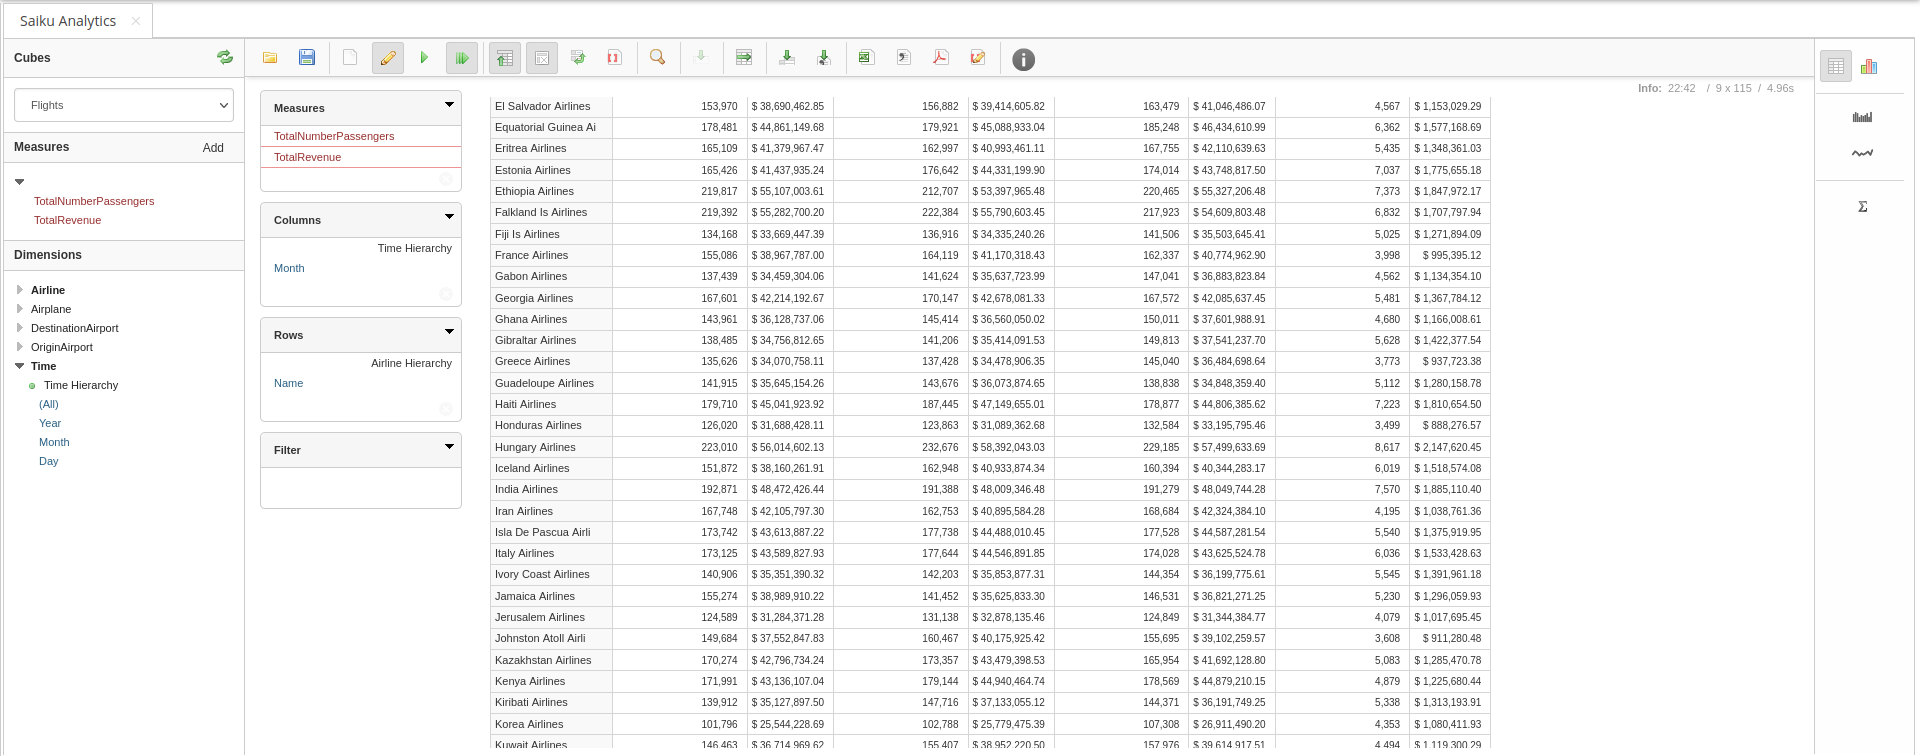 Saiku Analytics ×
Cubes
Flights
Measures Add
TotalNumberPassengers
TotalRevenue
Dimensions
Airline
Airplane
DestinationAirport
OriginAirport
Time
Time Hierarchy
(All)
Year
Month
Day
Measures
TotalNumberPassengers
TotalRevenue
Columns
Time Hierarchy
Month
Rows
Airline Hierarchy
Name
Filter
Info: 22:42 / 9 x 115 / 4.96s
El Salvador Airlines 153,970 $ 38,690,462.85 156,882 $ 39,414,605.82 163,479 $ 41,046,486.07 4,567 $ 1,153,029.29
Equatorial Guinea Ai 178,481 $ 44,861,149.68 179,921 $ 45,088,933.04 185,248 $ 46,434,610.99 6,362 $ 1,577,168.69
Eritrea Airlines 165,109 $ 41,379,967.47 162,997 $ 40,993,461.11 167,755 $ 42,110,639.63 5,435 $ 1,348,361.03
Estonia Airlines 165,426 $ 41,437,935.24 176,642 $ 44,331,199.90 174,014 $ 43,748,817.50 7,037 $ 1,775,655.18
Ethiopia Airlines 219,817 $ 55,107,003.61 212,707 $ 53,397,965.48 220,465 $ 55,327,206.48 7,373 $ 1,847,972.17
Falkland Is Airlines 219,392 $ 55,282,700.20 222,384 $ 55,790,603.45 217,923 $ 54,609,803.48 6,832 $ 1,707,797.94
Fiji Is Airlines 134,168 $ 33,669,447.39 136,916 $ 34,335,240.26 141,506 $ 35,503,645.41 5,025 $ 1,271,894.09
France Airlines 155,086 $ 38,967,787.00 164,119 $ 41,170,318.43 162,337 $ 40,774,962.90 3,998 $ 995,395.12
Gabon Airlines 137,439 $ 34,459,304.06 141,624 $ 35,637,723.99 147,041 $ 36,883,823.84 4,562 $ 1,134,354.10
Georgia Airlines 167,601 $ 42,214,192.67 170,147 $ 42,678,081.33 167,572 $ 42,085,637.45 5,481 $ 1,367,784.12
Ghana Airlines 143,961 $ 36,128,737.06 145,414 $ 36,560,050.02 150,011 $ 37,601,988.91 4,680 $ 1,166,008.61
Gibraltar Airlines 138,485 $ 34,756,812.65 141,206 $ 35,414,091.53 149,813 $ 37,541,237.70 5,628 $ 1,422,377.54
Greece Airlines 135,626 $ 34,070,758.11 137,428 $ 34,478,906.35 145,040 $ 36,484,698.64 3,773 $ 937,723.38
Guadeloupe Airlines 141,915 $ 35,645,154.26 143,676 $ 36,073,874.65 138,838 $ 34,848,359.40 5,112 $ 1,280,158.78
Haiti Airlines 179,710 $ 45,041,923.92 187,445 $ 47,149,655.01 178,877 $ 44,806,385.62 7,223 $ 1,810,654.50
Honduras Airlines 126,020 $ 31,688,428.11 123,863 $ 31,089,362.68 132,584 $ 33,195,795.46 3,499 $ 888,276.57
Hungary Airlines 223,010 $ 56,014,602.13 232,676 $ 58,392,043.03 229,185 $ 57,499,633.69 8,617 $ 2,147,620.45
Iceland Airlines 151,872 $ 38,160,261.91 162,948 $ 40,933,874.34 160,394 $ 40,344,283.17 6,019 $ 1,518,574.08
India Airlines 192,871 $ 48,472,426.44 191,388 $ 48,009,346.48 191,279 $ 48,049,744.28 7,570 $ 1,885,110.40
Iran Airlines 167,748 $ 42,105,797.30 162,753 $ 40,895,584.28 168,684 $ 42,324,384.10 4,195 $ 1,038,761.36
Isla De Pascua Airli 173,742 $ 43,613,887.22 177,738 $ 44,488,010.45 177,528 $ 44,587,281.54 5,540 $ 1,375,919.95
Italy Airlines 173,125 $ 43,589,827.93 177,644 $ 44,546,891.85 174,028 $ 43,625,524.78 6,036 $ 1,533,428.63
Ivory Coast Airlines 140,906 $ 35,351,390.32 142,203 $ 35,853,877.31 144,354 $ 36,199,775.61 5,545 $ 1,391,961.18
Jamaica Airlines 155,274 $ 38,989,910.22 141,452 $ 35,625,833.30 146,531 $ 36,821,271.25 5,230 $ 1,296,059.93
Jerusalem Airlines 124,589 $ 31,284,371.28 131,138 $ 32,878,135.46 124,849 $ 31,344,384.77 4,079 $ 1,017,695.45
Johnston Atoll Airli 149,684 $ 37,552,847.83 160,467 $ 40,175,925.42 155,695 $ 39,102,259.57 3,608 $ 911,280.48
Kazakhstan Airlines 170,274 $ 42,796,734.24 173,357 $ 43,479,398.53 165,954 $ 41,692,128.80 5,083 $ 1,285,470.78
Kenya Airlines 171,991 $ 43,136,107.04 179,144 $ 44,940,464.74 178,569 $ 44,879,210.15 4,879 $ 1,225,680.44
Kiribati Airlines 139,912 $ 35,127,897.50 147,716 $ 37,133,055.12 144,371 $ 36,191,749.25 5,338 $ 1,313,193.91
Korea Airlines 101,796 $ 25,544,228.69 102,788 $ 25,779,475.39 107,308 $ 26,911,490.20 4,353 $ 1,080,411.93
Kuwait Airlines 146,463 $ 36,714,969.62 155,407 $ 38,952,220.50 157,976 $ 39,614,917.51 4,494 $ 1,119,300.29